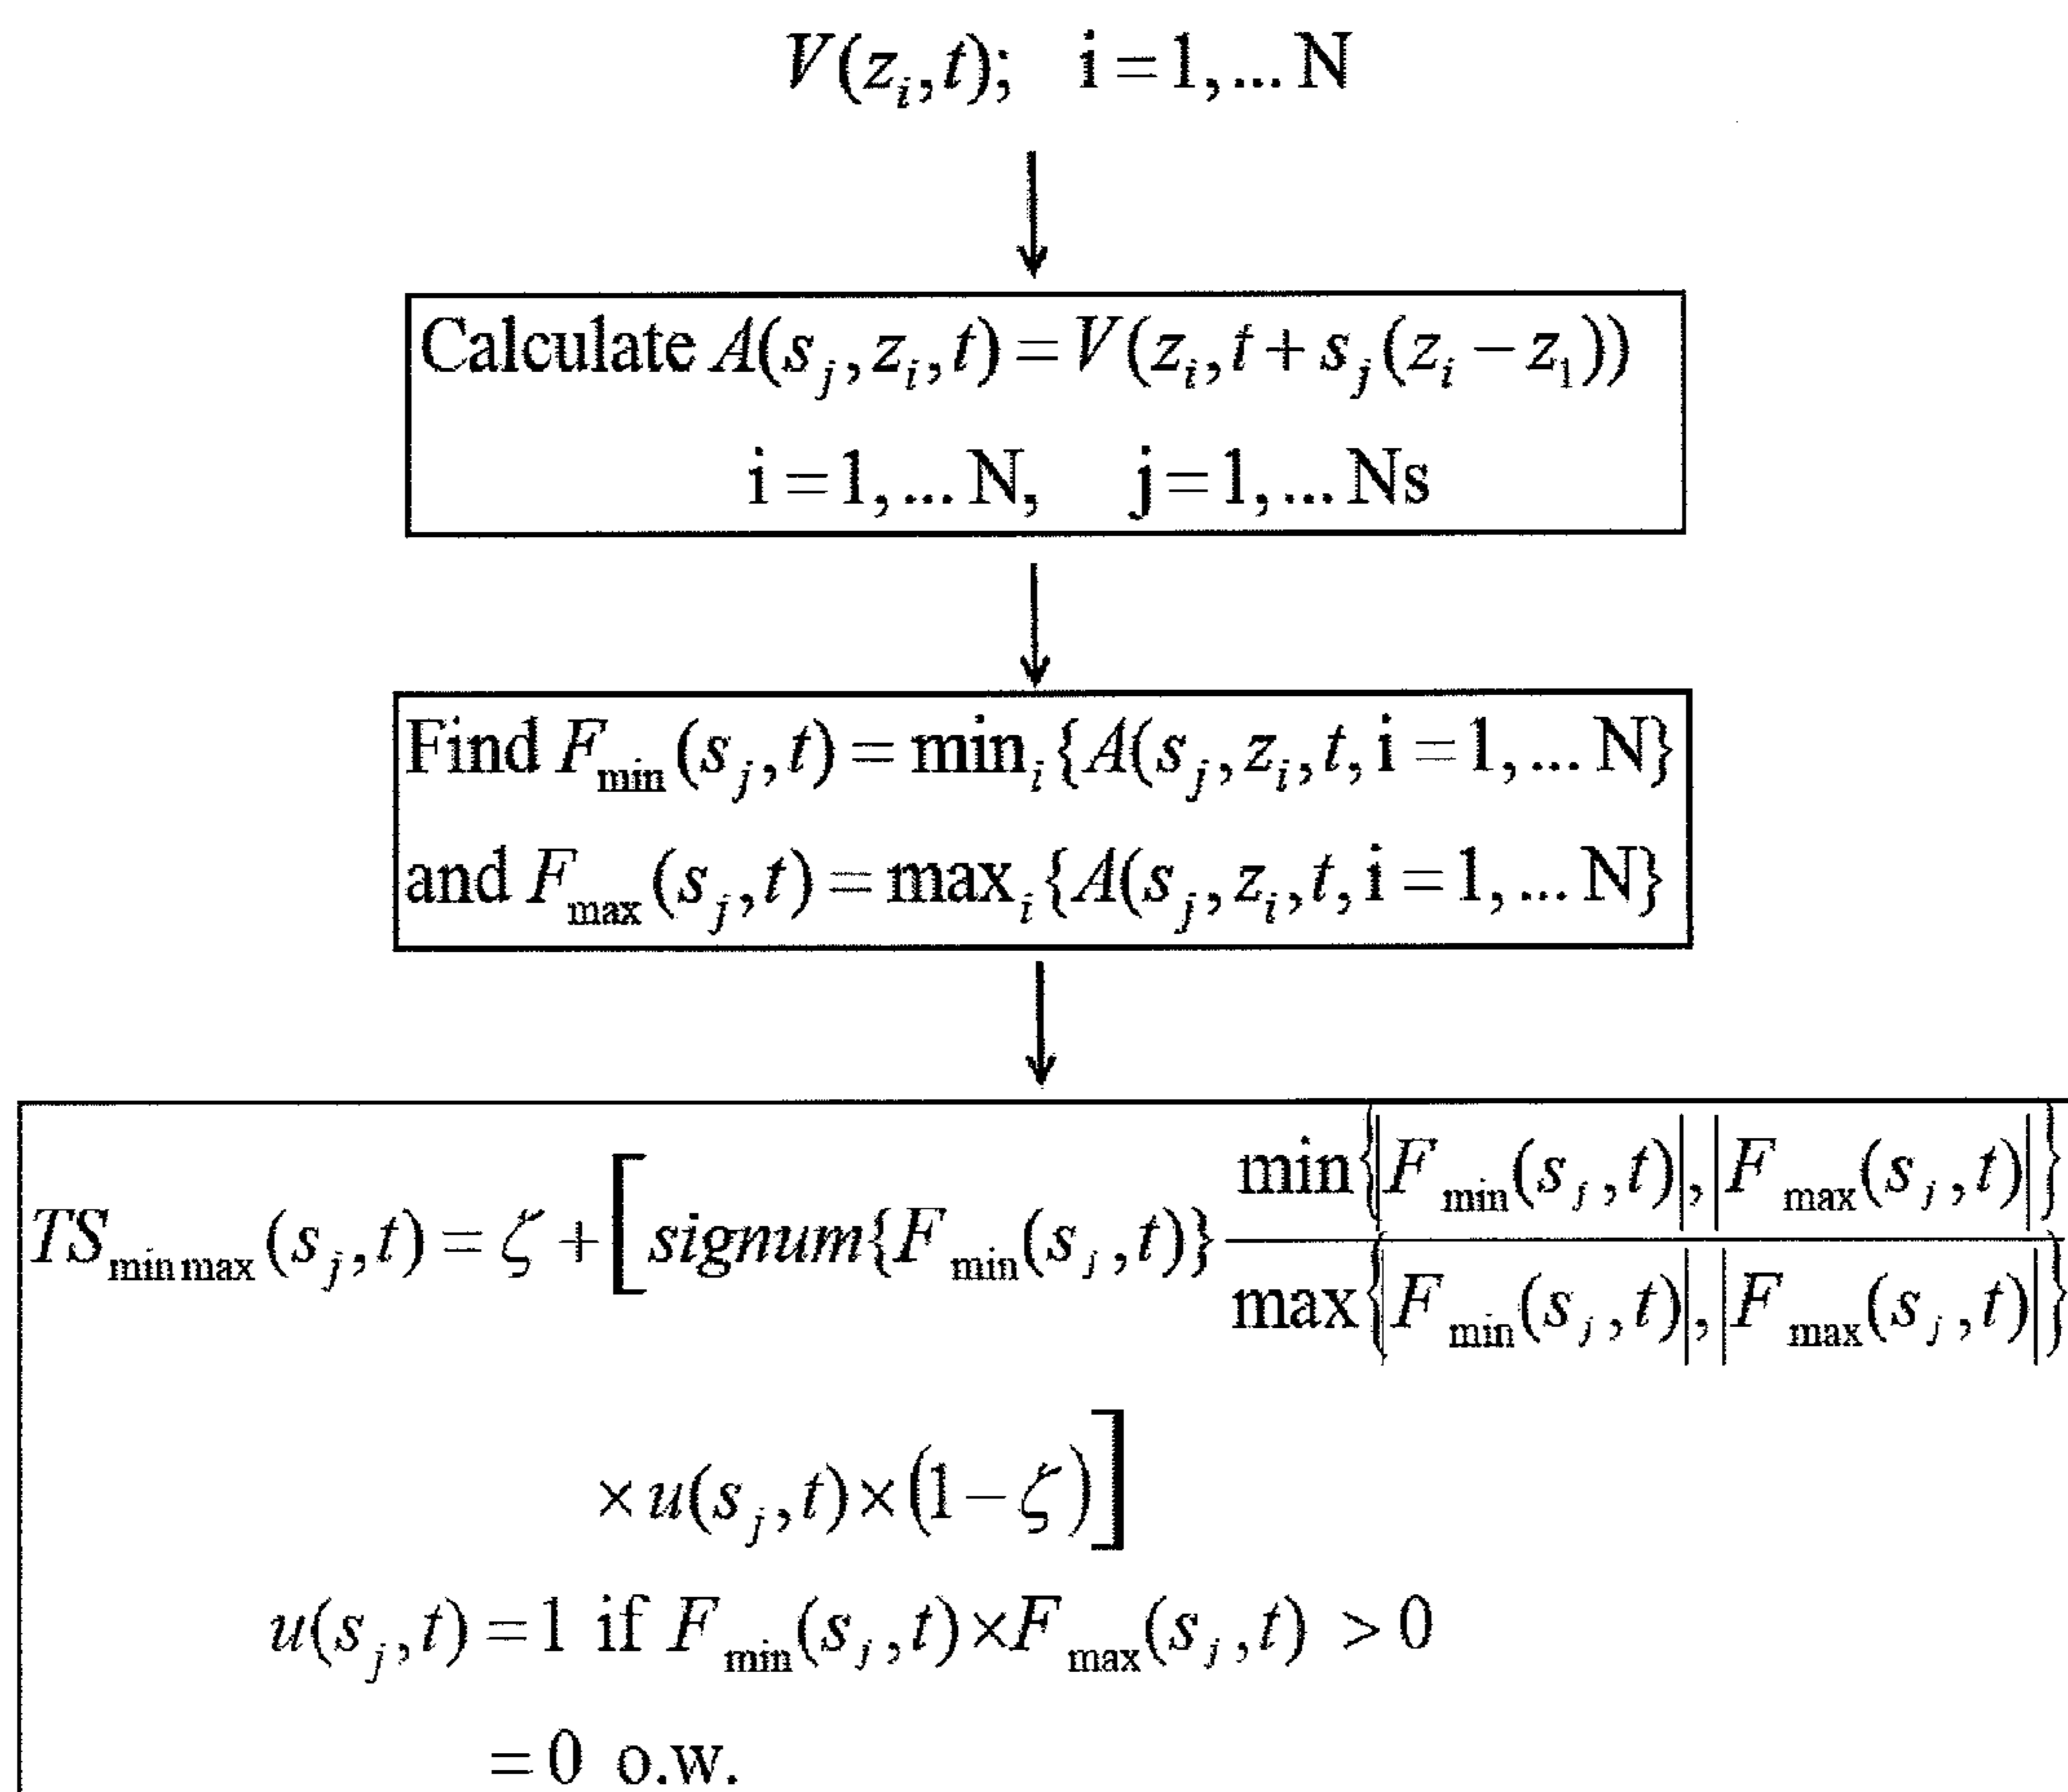 V(z_i,t); i=1,... N
Calculate A(s_j,z_i,t)=V(z_i,t+s_j(z_i−z_1))
i=1,... N, j=1,... Ns
Find F_min(s_j,t)=min_i{A(s_j,z_i,t,i=1,... N}
and F_max(s_j,t)=max_i{A(s_j,z_i,t,i=1,... N}
TS_min max(s_j,t)=ζ+[signum{F_min(s_j,t)} min{|F_min(s_j,t)|,|F_max(s_j,t)|}
max{|F_min(s_j,t)|,|F_max(s_j,t)|}
×u(s_j,t)×(1−ζ)]
u(s_j,t)=1 if F_min(s_j,t)×F_max(s_j,t) >0
=0 o.w.